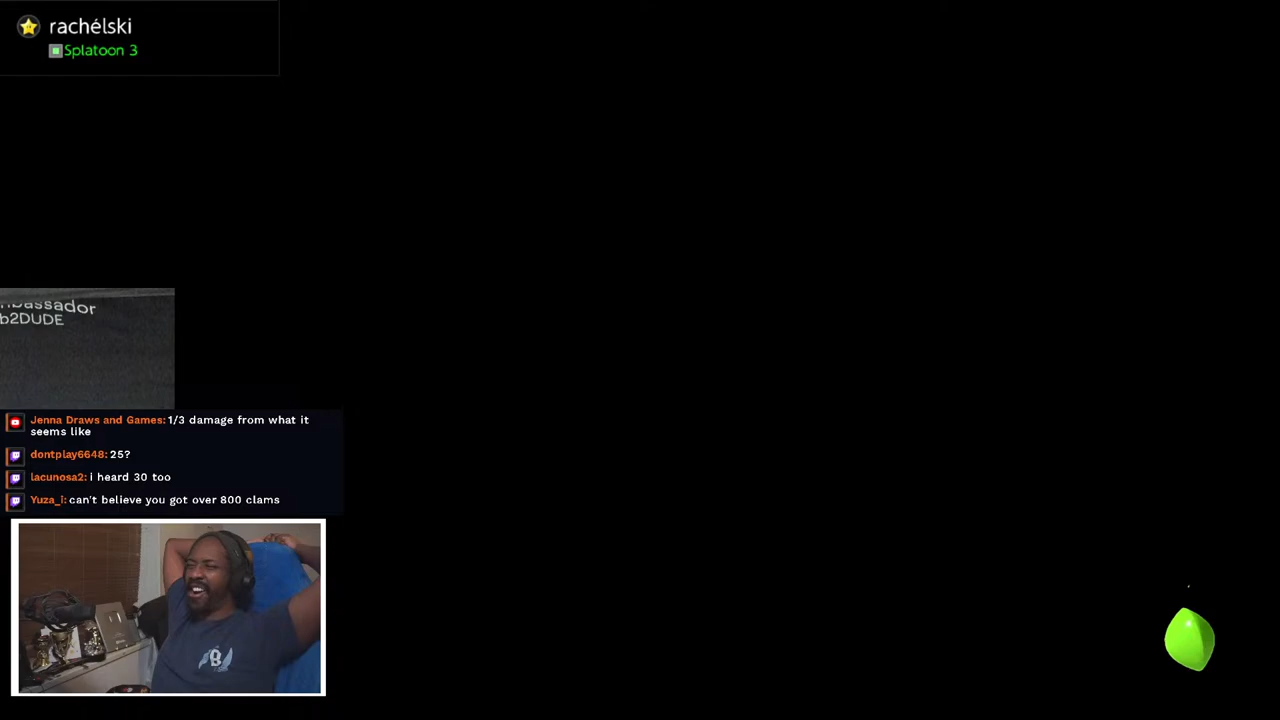 rachélski
Splatoon 3
b2DUDE
Jenna Draws and Games: 1/3 damage from what it
seems like
dontplay6648: 25?
lacunosa2: i heard 30 too
Yuza_i: can't believe you got over 800 clams
B